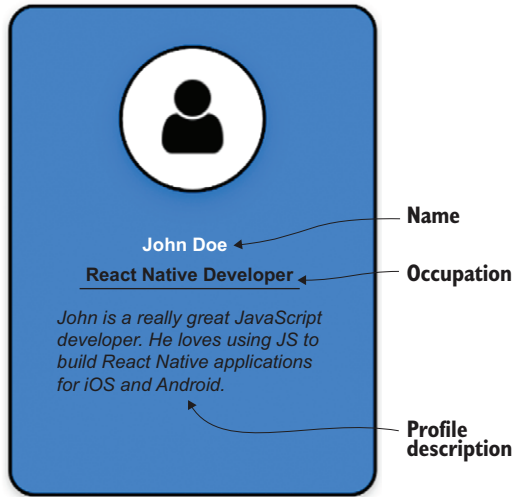 John Doe
Name
React Native Developer
Occupation
John is a really great JavaScript
developer. He loves using JS to
build React Native applications
for iOS and Android.
Profile
description